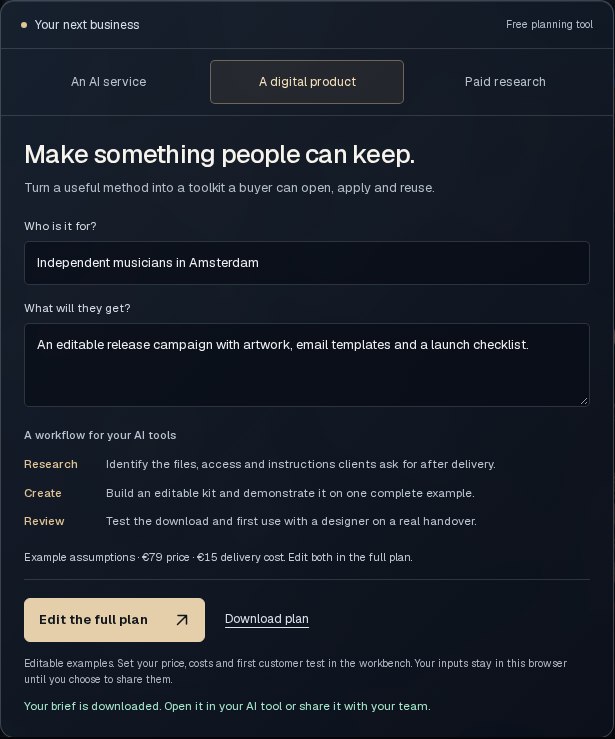 Your next business
Free planning tool
An AI service
A digital product
Paid research
Make something people can keep.
Turn a useful method into a toolkit a buyer can open, apply and reuse.
Who is it for?
Independent musicians in Amsterdam
What will they get?
An editable release campaign with artwork, email templates and a launch checklist.
A workflow for your AI tools
Research Identify the files, access and instructions clients ask for after delivery.
Create Build an editable kit and demonstrate it on one complete example.
Review Test the download and first use with a designer on a real handover.
Example assumptions · €79 price · €15 delivery cost. Edit both in the full plan.
Edit the full plan
Download plan
Editable examples. Set your price, costs and first customer test in the workbench. Your inputs stay in this browser
until you choose to share them.
Your brief is downloaded. Open it in your AI tool or share it with your team.